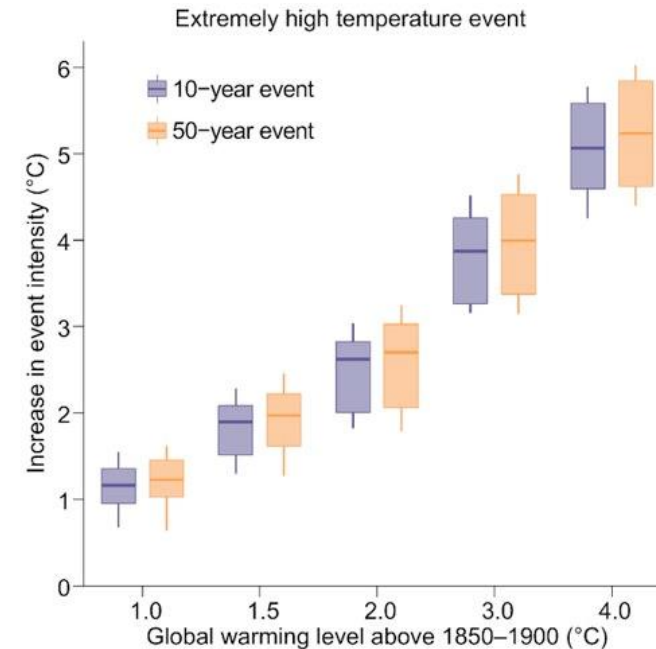 Extremely high temperature event
10−year event
50−year event
Increase in event intensity (°C)
6
5
4
3
2
1
0
1.0 1.5 2.0 3.0 4.0
Global warming level above 1850–1900 (°C)